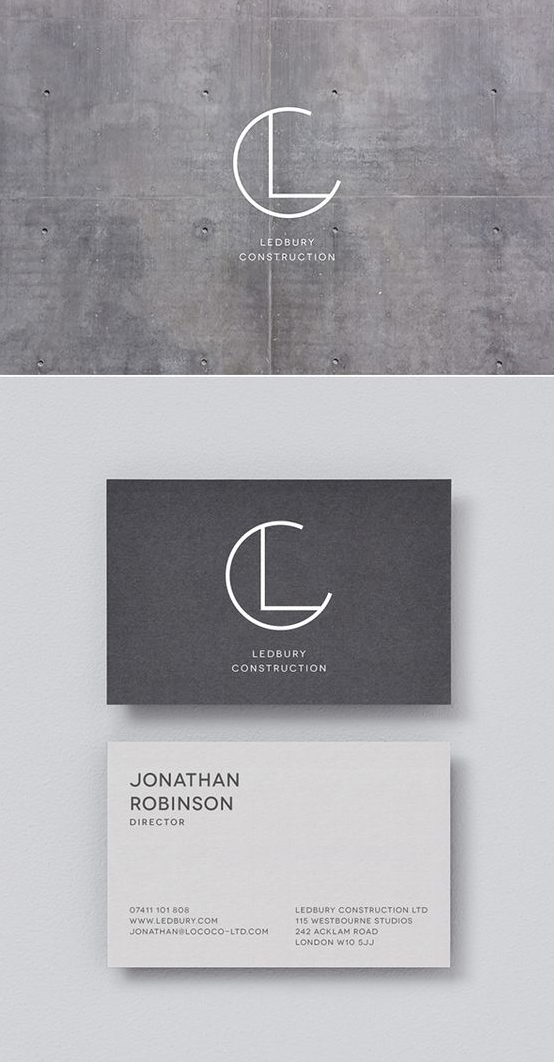 LEDBURY
CONSTRUCTION
LEDBURY
CONSTRUCTION
JONATHAN
ROBINSON
DIRECTOR
07411 101 808
WWW.LEDBURY.COM
JONATHAN@LOCOCO-LTD.COM
LEDBURY CONSTRUCTION LTD
115 WESTBOURNE STUDIOS
242 ACKLAM ROAD
LONDON W10 5JJ